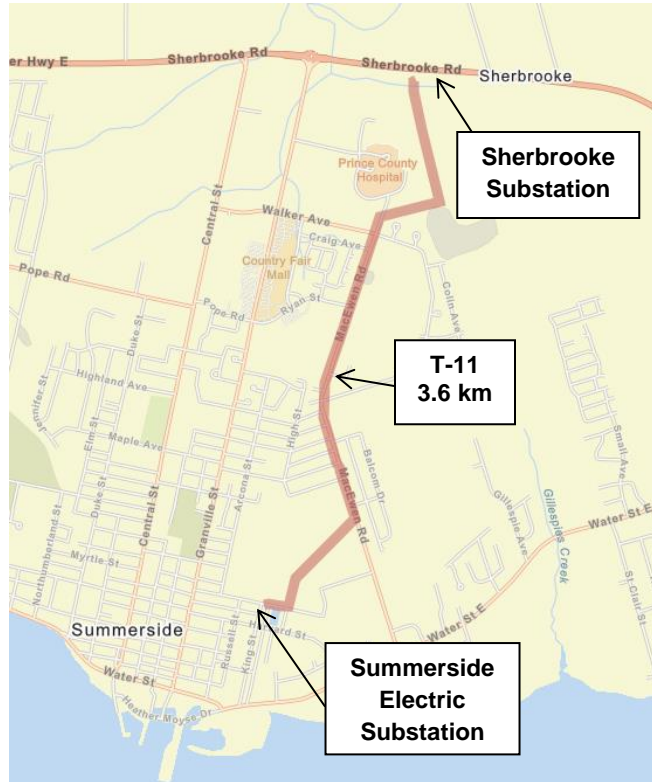 er Hwy E
Sherbrooke Rd
Sherbrooke Rd
Sherbrooke
Sherbrooke
Substation
Prince County
Hospital
Central St
Walker Ave
Craig Ave
Country Fair
Mall
Pope Rd
Pope Rd
Ryan St
MacEwen Rd
Colin Ave
Duke St
T-11
3.6 km
Jennifer St
Highland Ave
Elm St
Maple Ave
High St
Arcona St
Balcom Dr
Small Ave
Duke St
Central St
Granville St
MacEwen Rd
Gillespie Ave
Gillespies Creek
Water St E
Northumberland St
Myrtle St
St Clair St
Summerside
Russell St
King St
Water St E
Water St
Heather Moyse Dr
Summerside
Electric
Substation